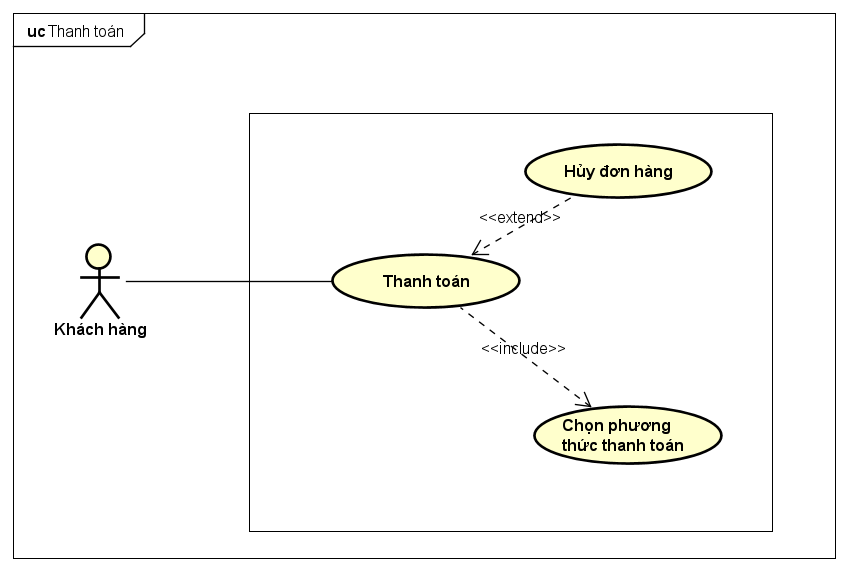 uc Thanh toán
Hủy đơn hàng
<<extend>>
Thanh toán
Khách hàng
<<include>>
Chọn phương
thức thanh toán